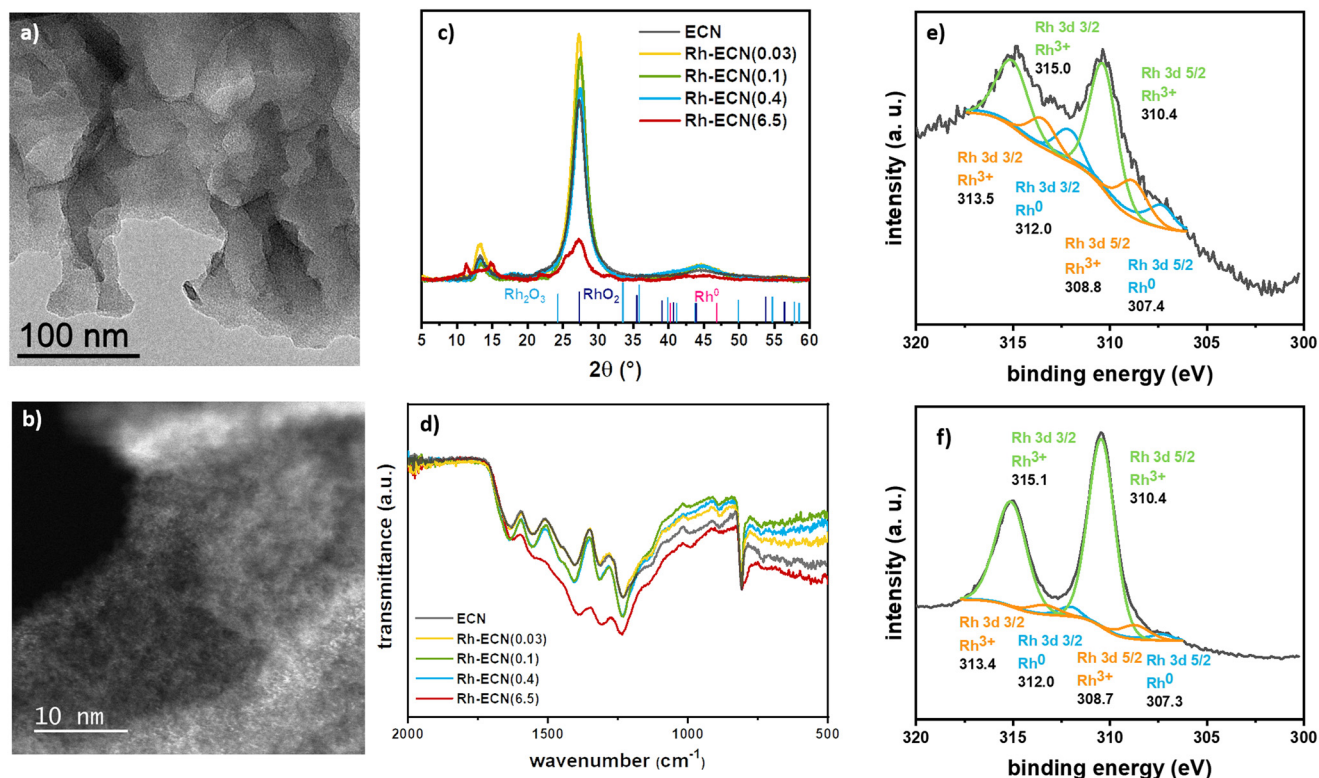 a)
100 nm
b)
10 nm
c)
ECN
Rh-ECN(0.03)
Rh-ECN(0.1)
Rh-ECN(0.4)
Rh-ECN(6.5)
Rh₂O₃
RhO₂
Rh⁰
5 10 15 20 25 30 35 40 45 50 55 60
2θ (°)
d)
transmittance (a.u.)
ECN
Rh-ECN(0.03)
Rh-ECN(0.1)
Rh-ECN(0.4)
Rh-ECN(6.5)
2000 1500 1000 500
wavenumber (cm⁻¹)
e)
intensity (a. u.)
Rh 3d 3/2
Rh³⁺
315.0
Rh 3d 5/2
Rh³⁺
310.4
Rh 3d 3/2
Rh³⁺
313.5
Rh 3d 3/2
Rh⁰
312.0
Rh 3d 5/2
Rh³⁺
308.8
Rh 3d 5/2
Rh⁰
307.4
320 315 310 305 300
binding energy (eV)
f)
intensity (a. u.)
Rh 3d 3/2
Rh³⁺
315.1
Rh 3d 5/2
Rh³⁺
310.4
Rh 3d 3/2
Rh³⁺
313.4
Rh 3d 3/2
Rh⁰
312.0
Rh 3d 5/2
Rh³⁺
308.7
Rh 3d 5/2
Rh⁰
307.3
320 315 310 305 300
binding energy (eV)